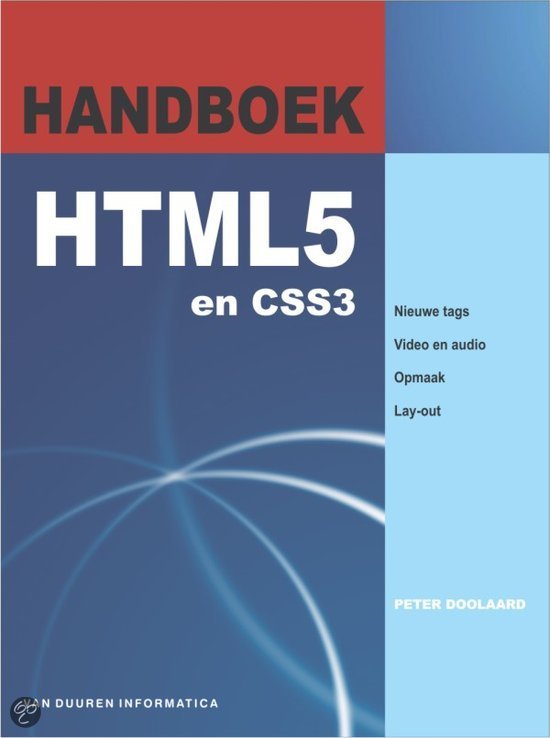 HANDBOEK
HTML5
en CSS3
Nieuwe tags
Video en audio
Opmaak
Lay-out
PETER DOOLAARD
VAN DUUREN INFORMATICA